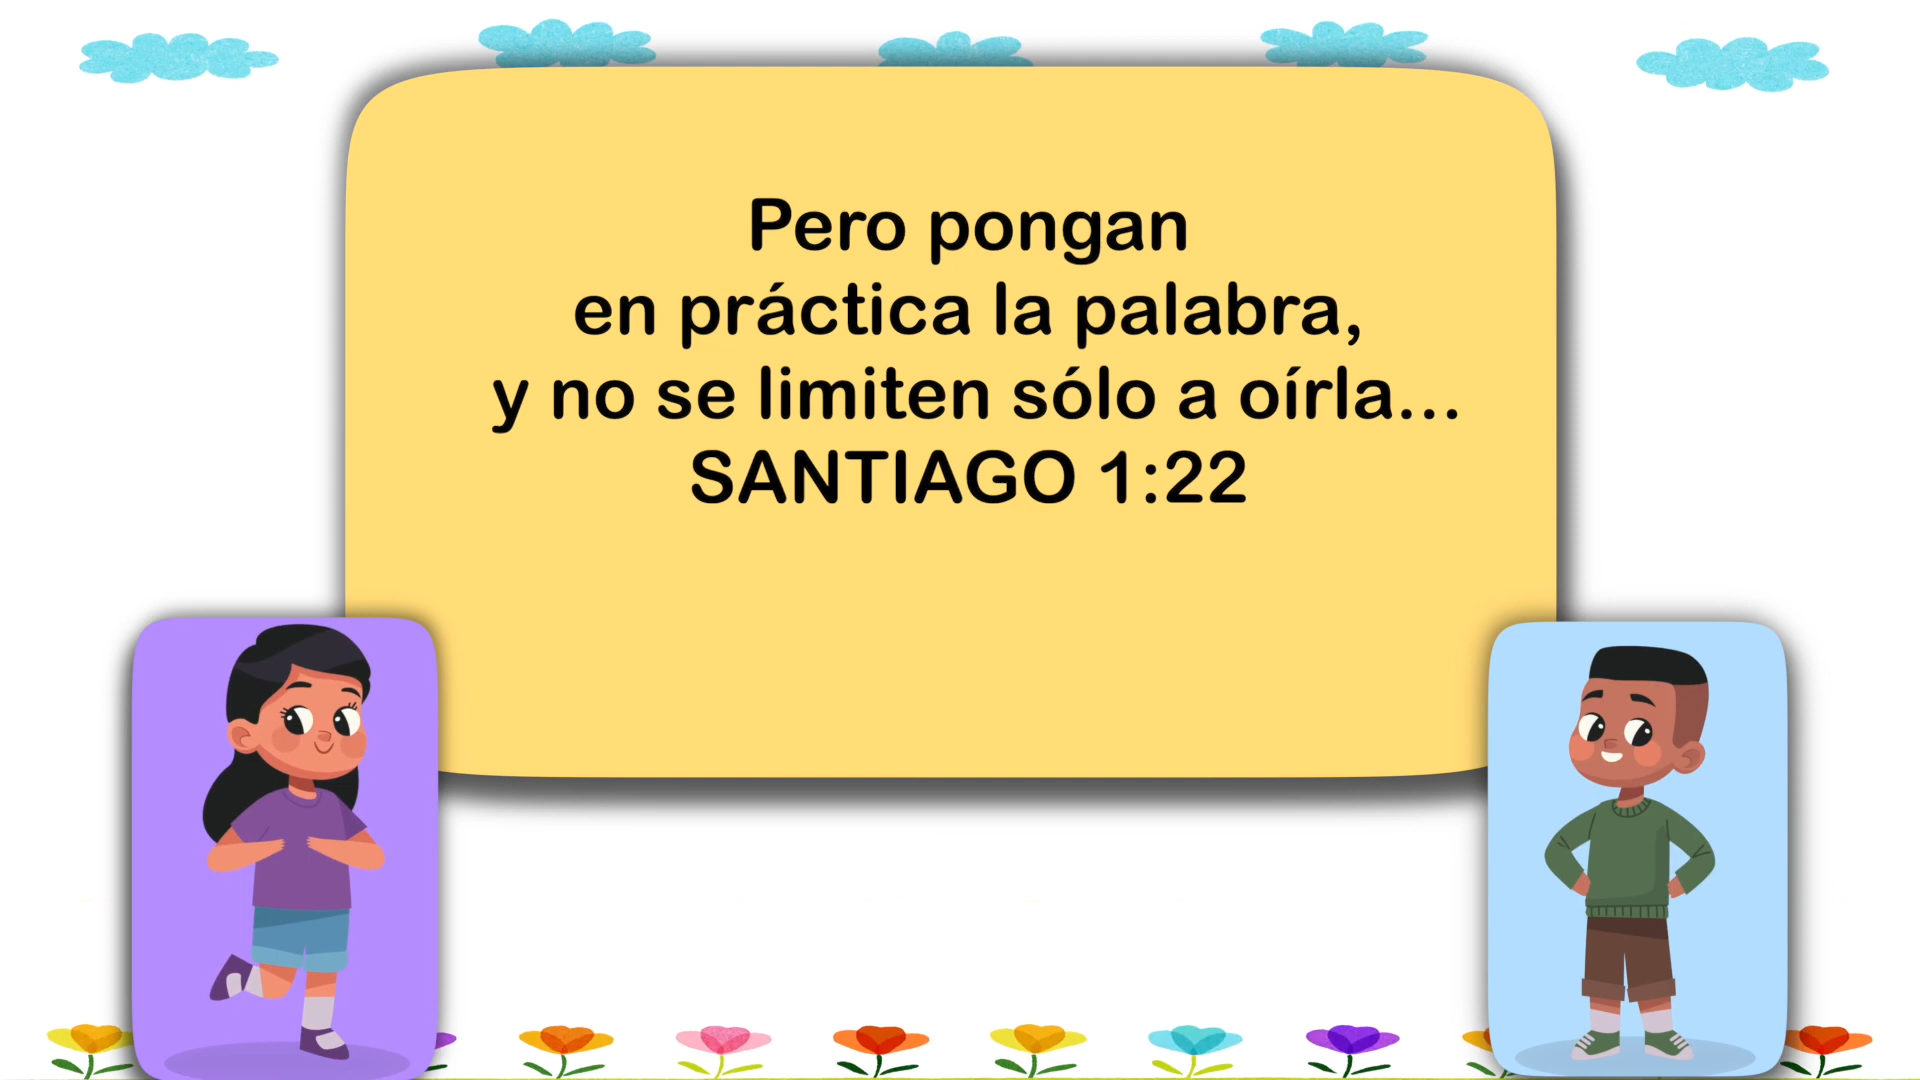 Pero pongan
en práctica la palabra,
y no se limiten sólo a oírla...
SANTIAGO 1:22